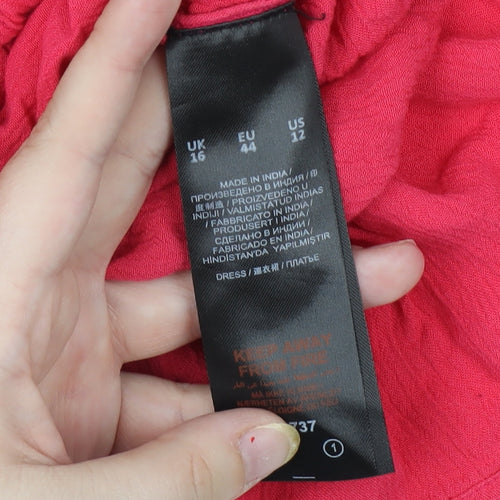 UK EU US
16 44 12
MADE IN INDIA /
ПРОИЗВЕДЕНО В ИНДИЯ / 印
度制造 / PROIZVEDENO U
INDIJI / VALMISTATUD INDIAS
/ FABBRICATO IN INDIA /
PRODUSERT I INDIA /
СДЕЛАНО В ИНДИИ /
FABRICADO EN INDIA /
HİNDİSTAN'DA YAPILMIŞTIR
DRESS / 連衣裙 / ПЛАТЬЕ
KEEP AWAY
FROM FIRE
737
1